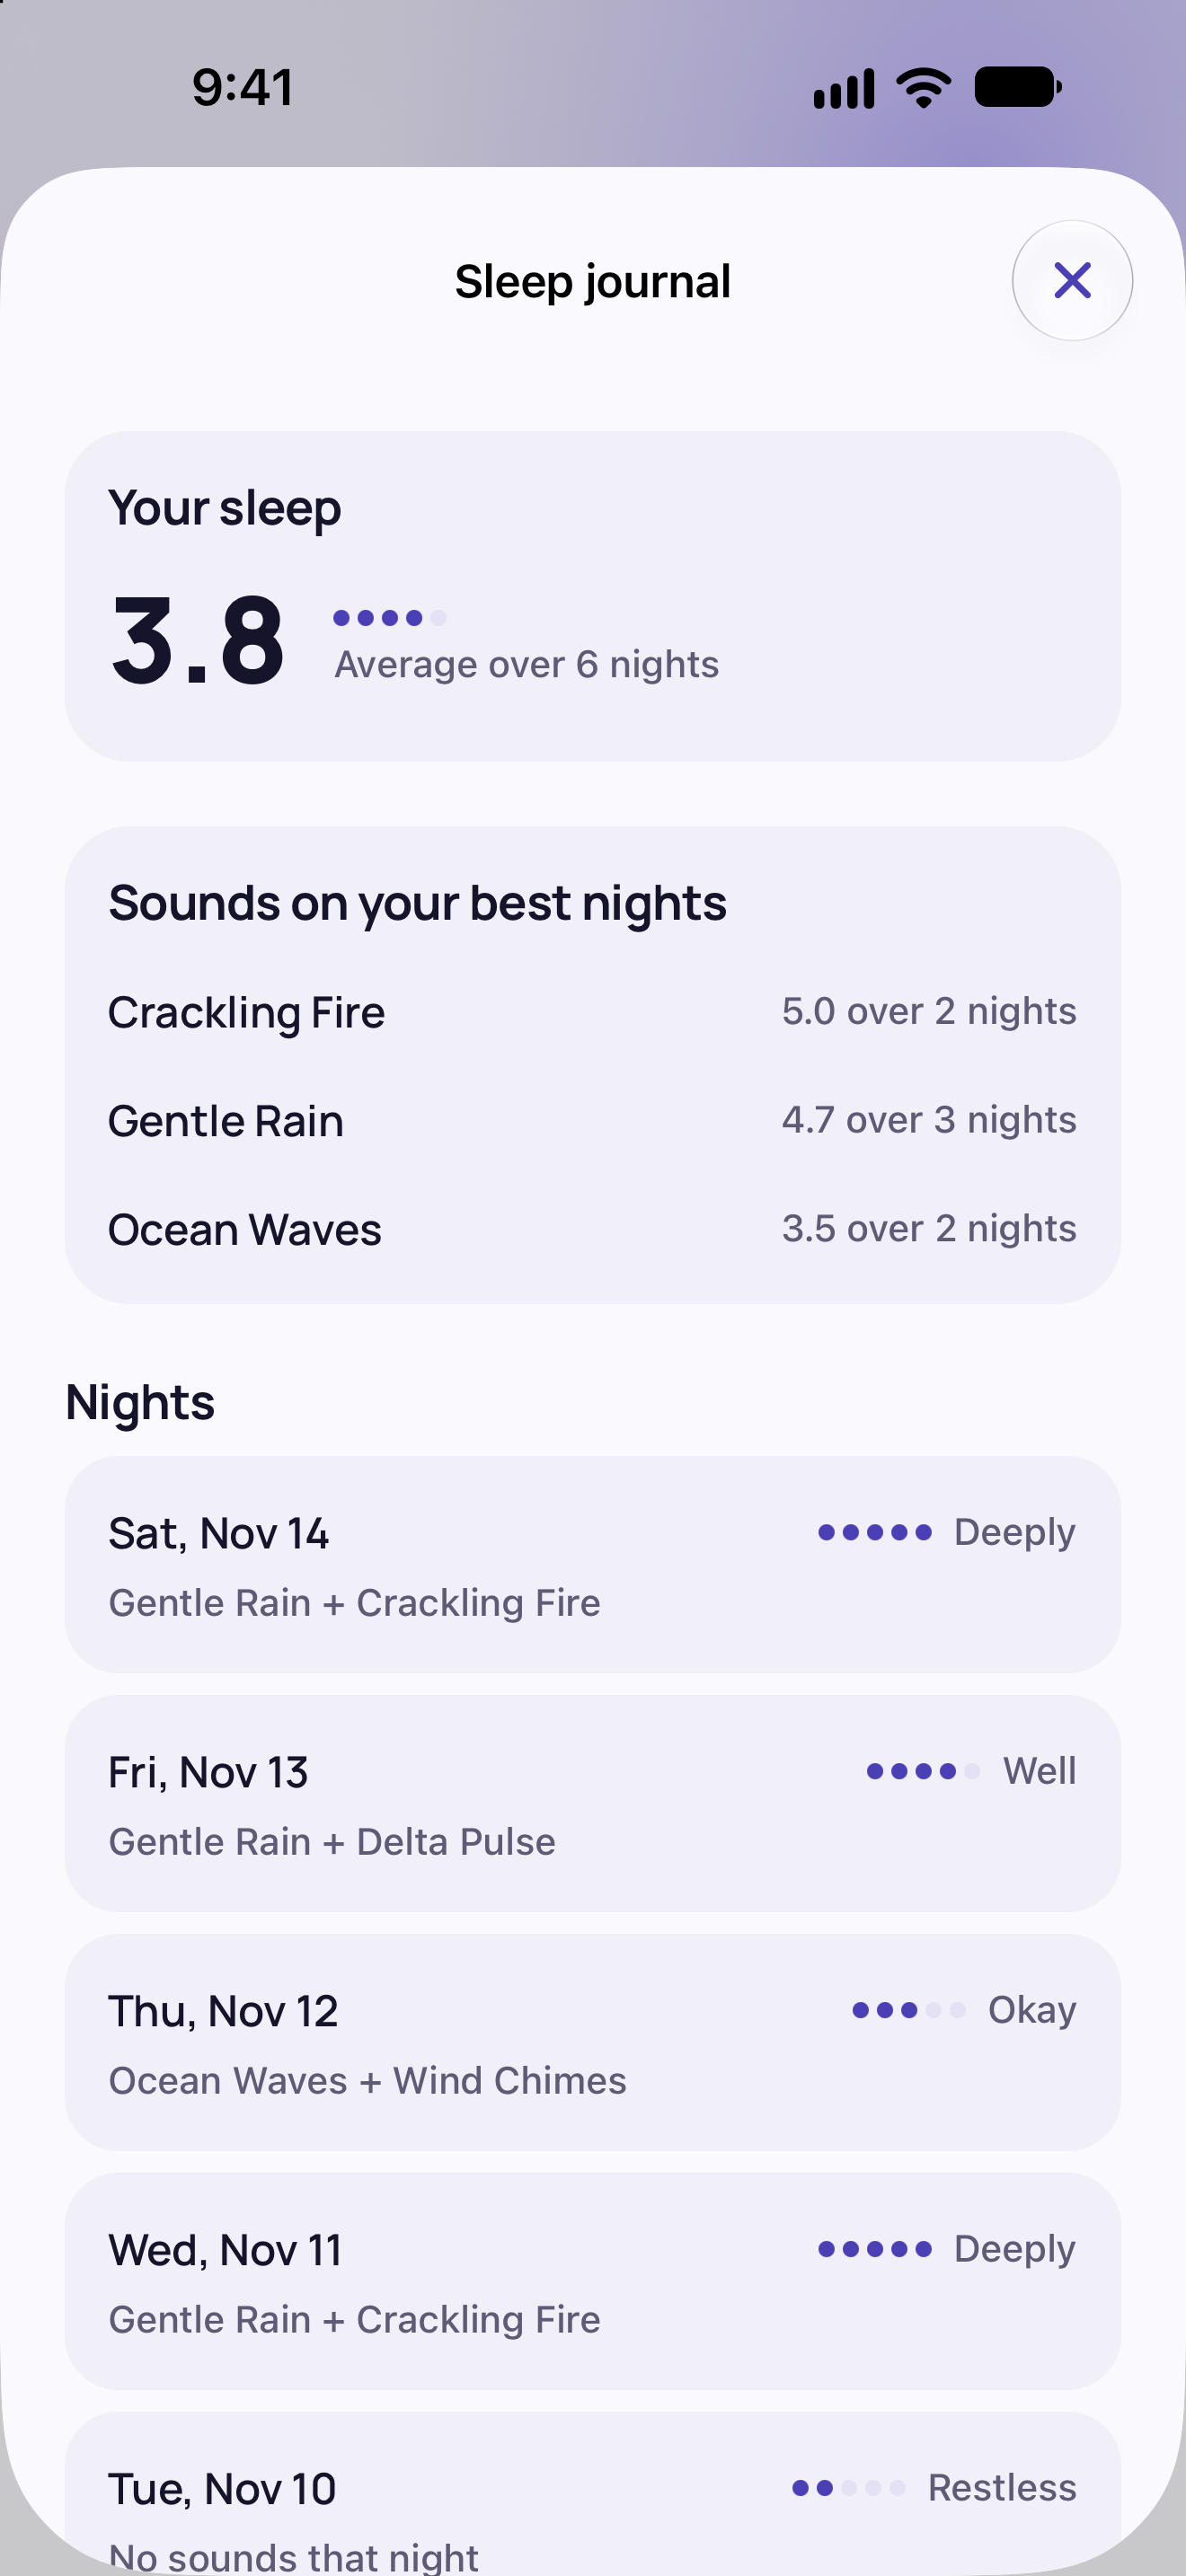 9:41
Sleep journal
Your sleep
3.8
Average over 6 nights
Sounds on your best nights
Crackling Fire 5.0 over 2 nights
Gentle Rain 4.7 over 3 nights
Ocean Waves 3.5 over 2 nights
Nights
Sat, Nov 14 Deeply
Gentle Rain + Crackling Fire
Fri, Nov 13 Well
Gentle Rain + Delta Pulse
Thu, Nov 12 Okay
Ocean Waves + Wind Chimes
Wed, Nov 11 Deeply
Gentle Rain + Crackling Fire
Tue, Nov 10 Restless
No sounds that night